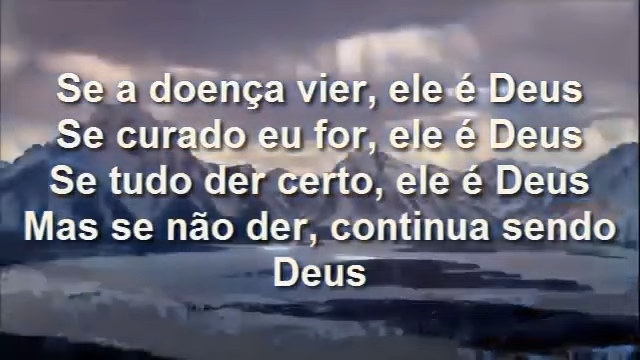 Se a doença vier, ele é Deus
Se curado eu for, ele é Deus
Se tudo der certo, ele é Deus
Mas se não der, continua sendo
Deus